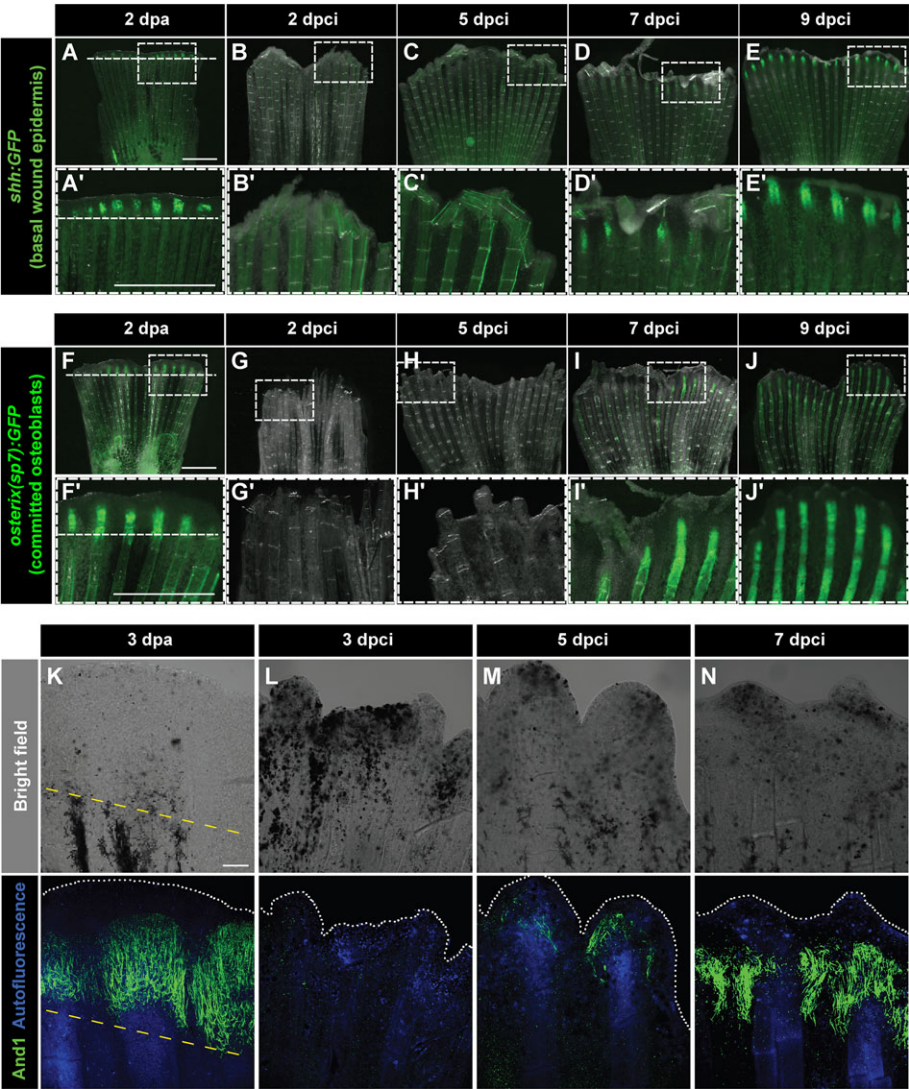 2 dpa 2 dpci 5 dpci 7 dpci 9 dpci
shh:GFP
(basal wound epidermis)
A B C D E
A' B' C' D' E'
2 dpa 2 dpci 5 dpci 7 dpci 9 dpci
osterix(sp7):GFP
(committed osteoblasts)
F G H I J
F' G' H' I' J'
3 dpa 3 dpci 5 dpci 7 dpci
Bright field
K L M N
And1 Autofluorescence